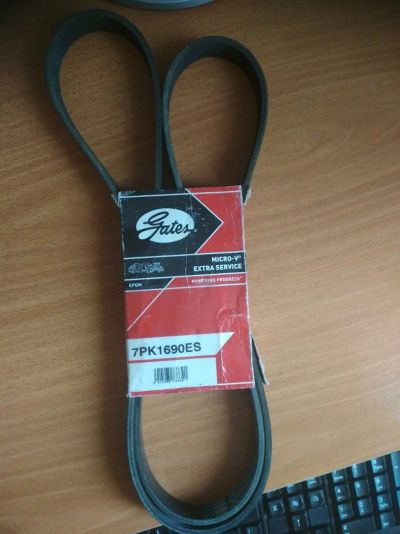 Gates
MICRO-V®
EXTRA SERVICE
EPDM
POWERING PROGRESS™
7PK1690ES